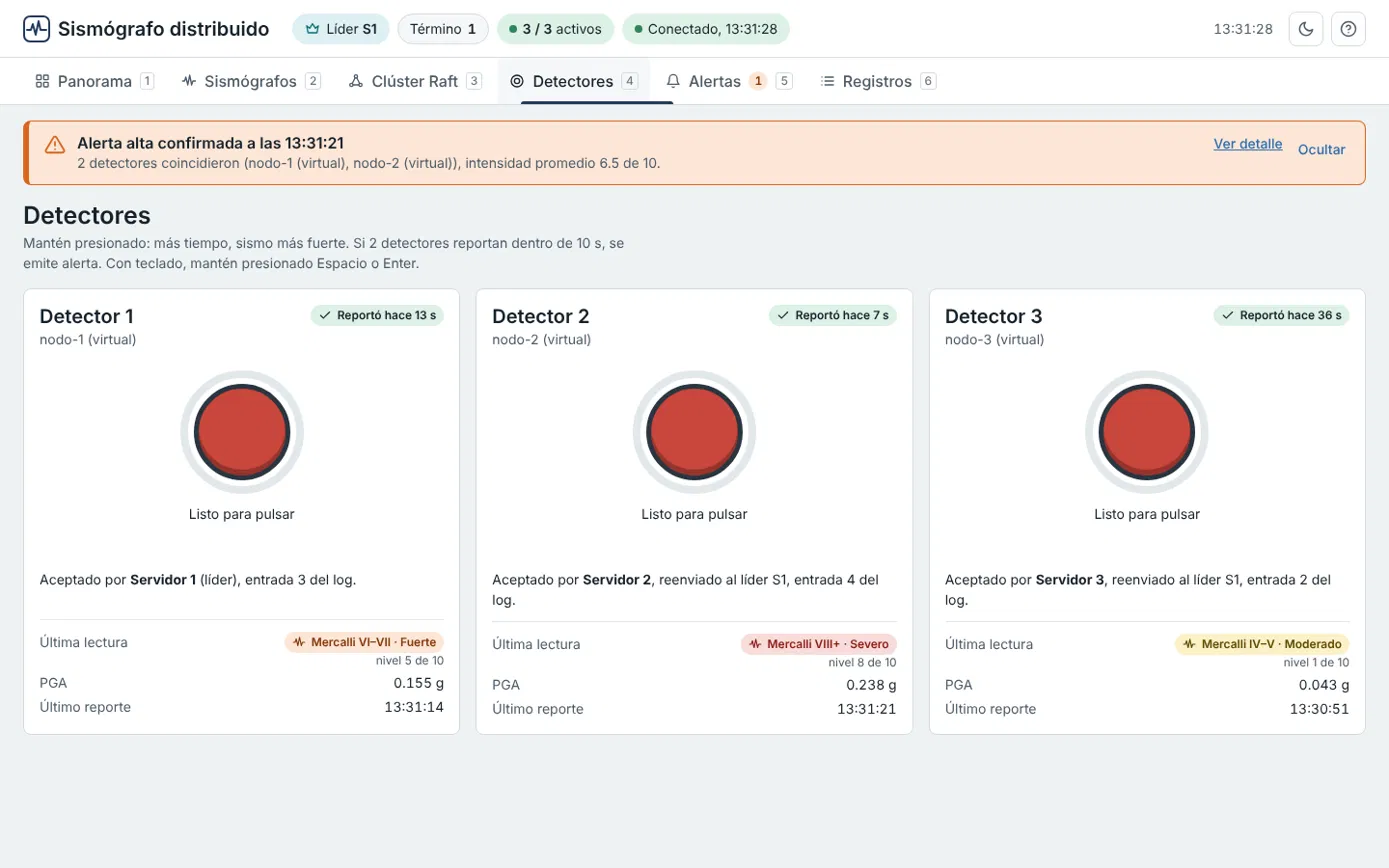 Sismógrafo distribuido
Líder S1
Término 1
3 / 3 activos
Conectado, 13:31:28
13:31:28
Panorama 1
Sismógrafos 2
Clúster Raft 3
Detectores 4
Alertas 1 5
Registros 6
Alerta alta confirmada a las 13:31:21
2 detectores coincidieron (nodo-1 (virtual), nodo-2 (virtual)), intensidad promedio 6.5 de 10.
Ver detalle
Ocultar
Detectores
Mantén presionado: más tiempo, sismo más fuerte. Si 2 detectores reportan dentro de 10 s, se
emite alerta. Con teclado, mantén presionado Espacio o Enter.
Detector 1
Reportó hace 13 s
nodo-1 (virtual)
Listo para pulsar
Aceptado por Servidor 1 (líder), entrada 3 del log.
Última lectura
Mercalli VI–VII · Fuerte
nivel 5 de 10
PGA
0.155 g
Último reporte
13:31:14
Detector 2
Reportó hace 7 s
nodo-2 (virtual)
Listo para pulsar
Aceptado por Servidor 2, reenviado al líder S1, entrada 4 del
log.
Última lectura
Mercalli VIII+ · Severo
nivel 8 de 10
PGA
0.238 g
Último reporte
13:31:21
Detector 3
Reportó hace 36 s
nodo-3 (virtual)
Listo para pulsar
Aceptado por Servidor 3, reenviado al líder S1, entrada 2 del
log.
Última lectura
Mercalli IV–V · Moderado
nivel 1 de 10
PGA
0.043 g
Último reporte
13:30:51